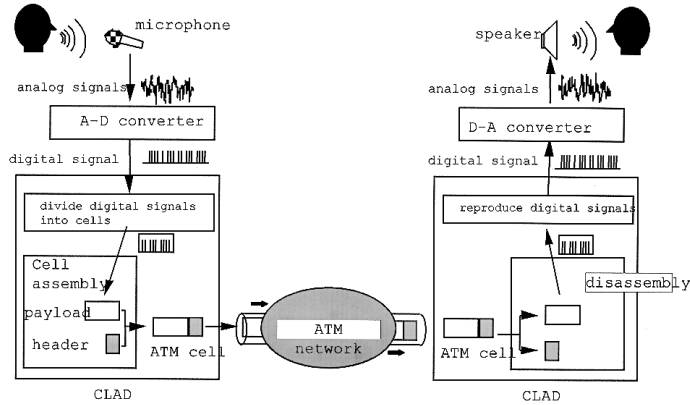 microphone
analog signals
A-D converter
digital signal
divide digital signals
into cells
Cell
assembly
payload
header
ATM cell
CLAD
ATM
network
speaker
analog signals
D-A converter
digital signal
reproduce digital signals
disassembly
ATM cell
CLAD